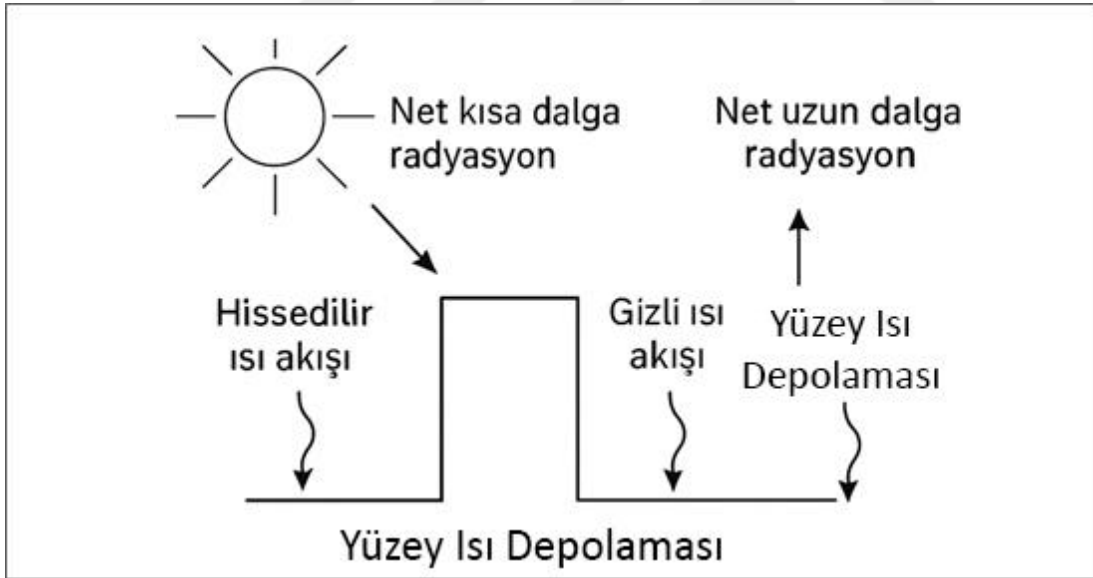 Net kısa dalga
radyasyon
Net uzun dalga
radyasyon
Hissedilir
ısı akışı
Gizli ısı
akışı
Yüzey Isı
Depolaması
Yüzey Isı Depolaması